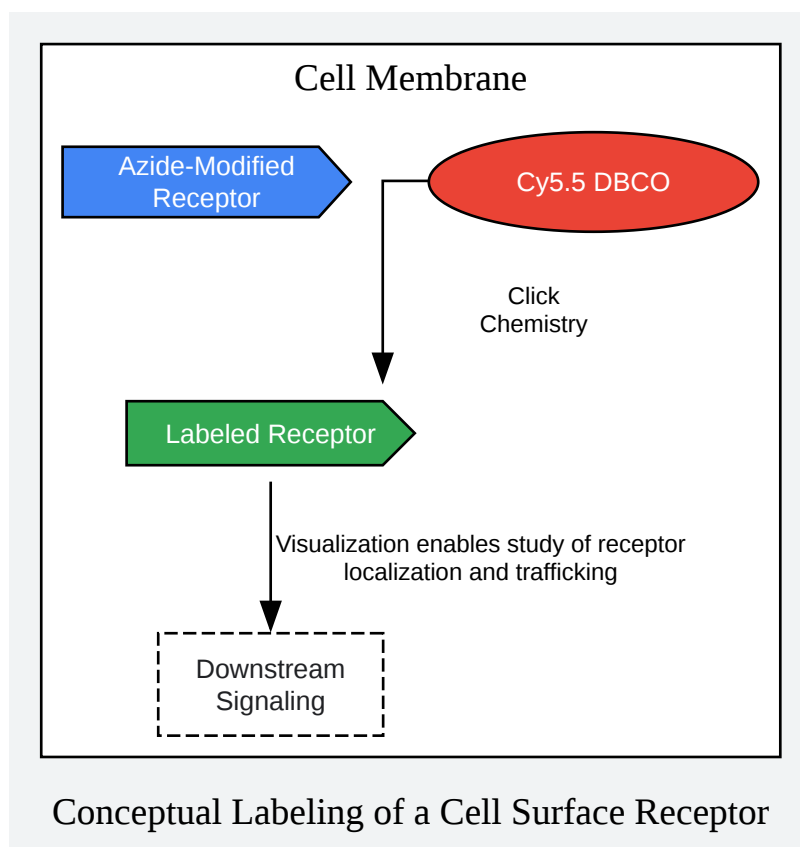 Cell Membrane
Azide-Modified
Receptor
Cy5.5 DBCO
Click
Chemistry
Labeled Receptor
Visualization enables study of receptor
localization and trafficking
Downstream
Signaling
Conceptual Labeling of a Cell Surface Receptor